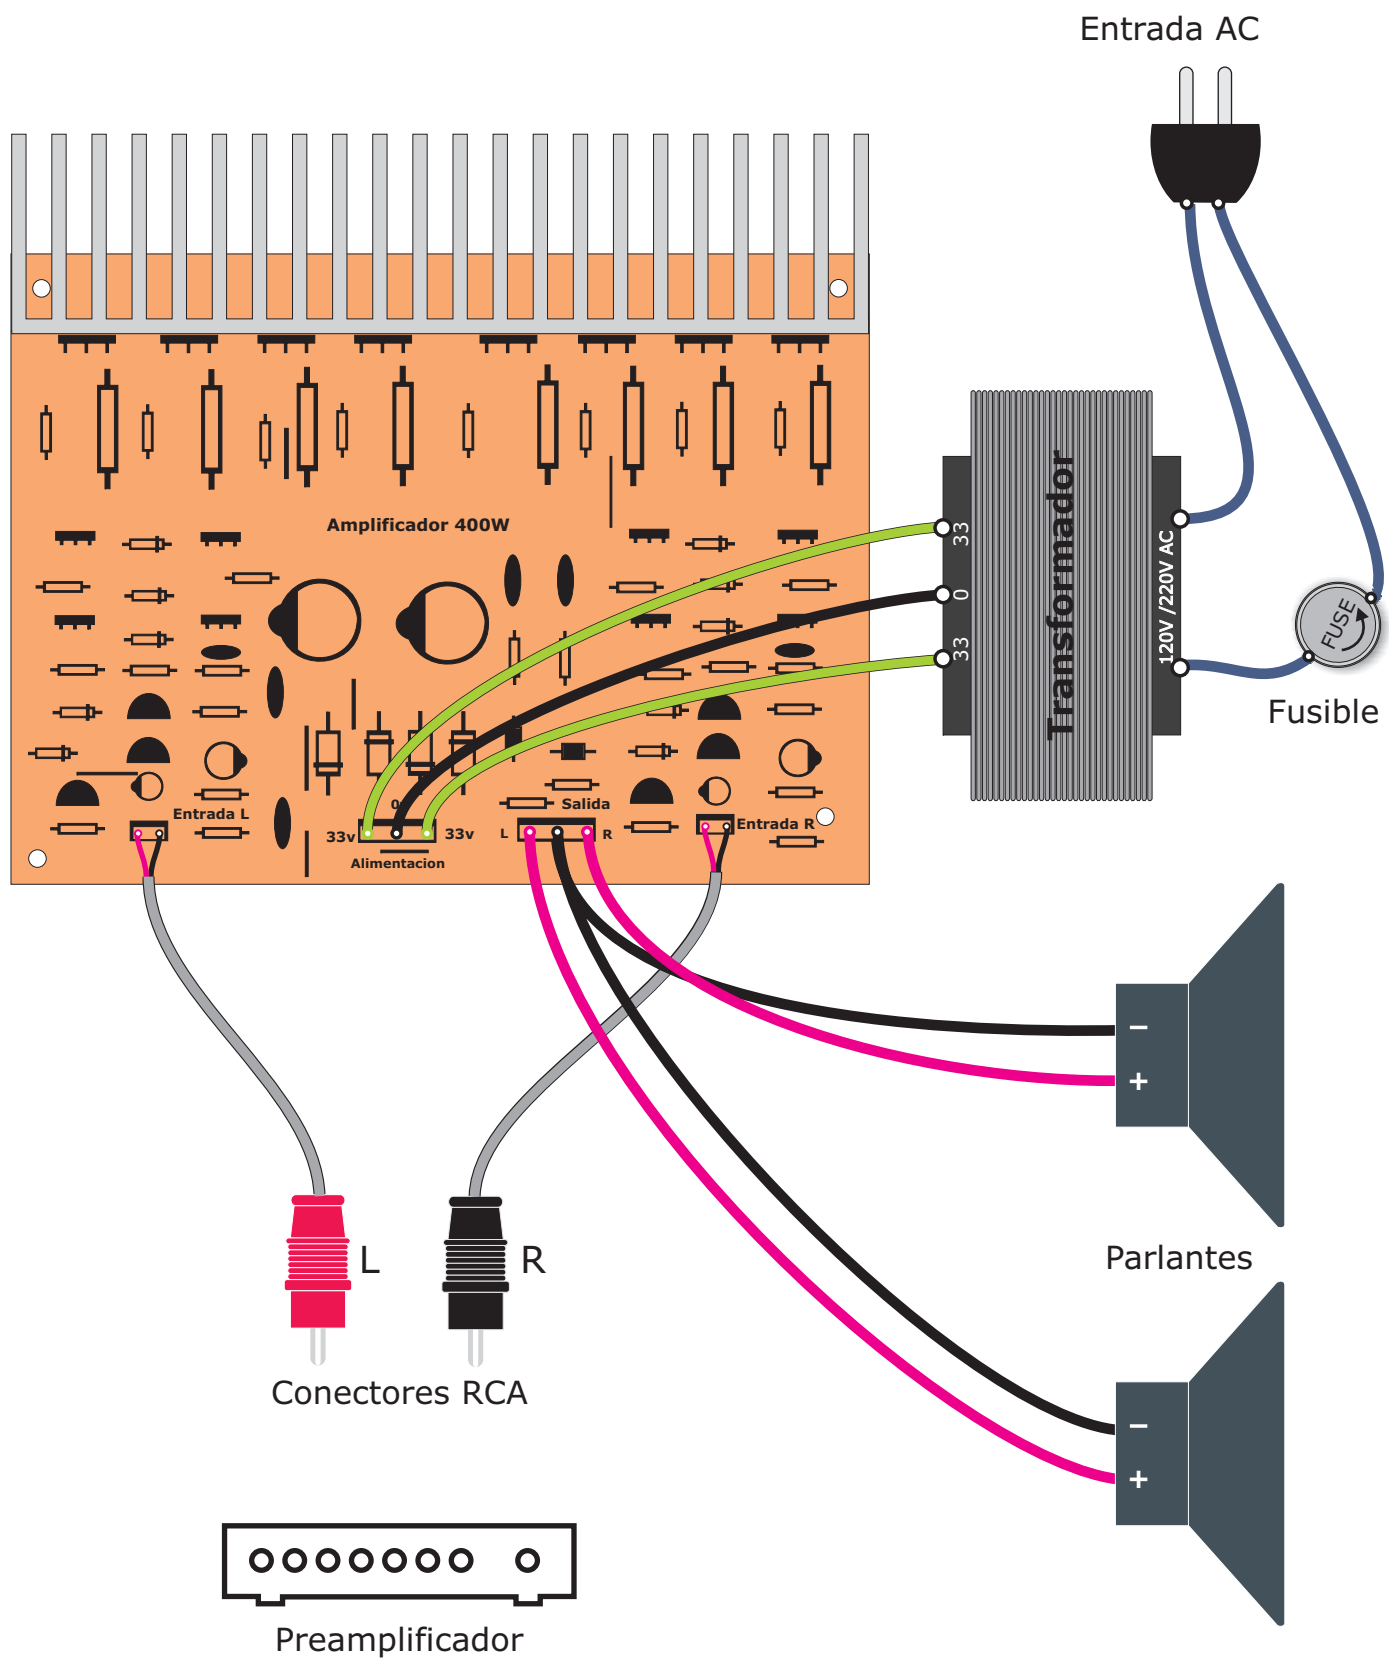 Entrada AC
Amplificador 400W
33
0
33
Transformador
120V /220V AC
FUSE
Fusible
Entrada L
33v
0
33v
Alimentacion
Salida
L
R
Entrada R
L
R
Conectores RCA
−
+
Parlantes
−
+
Preamplificador